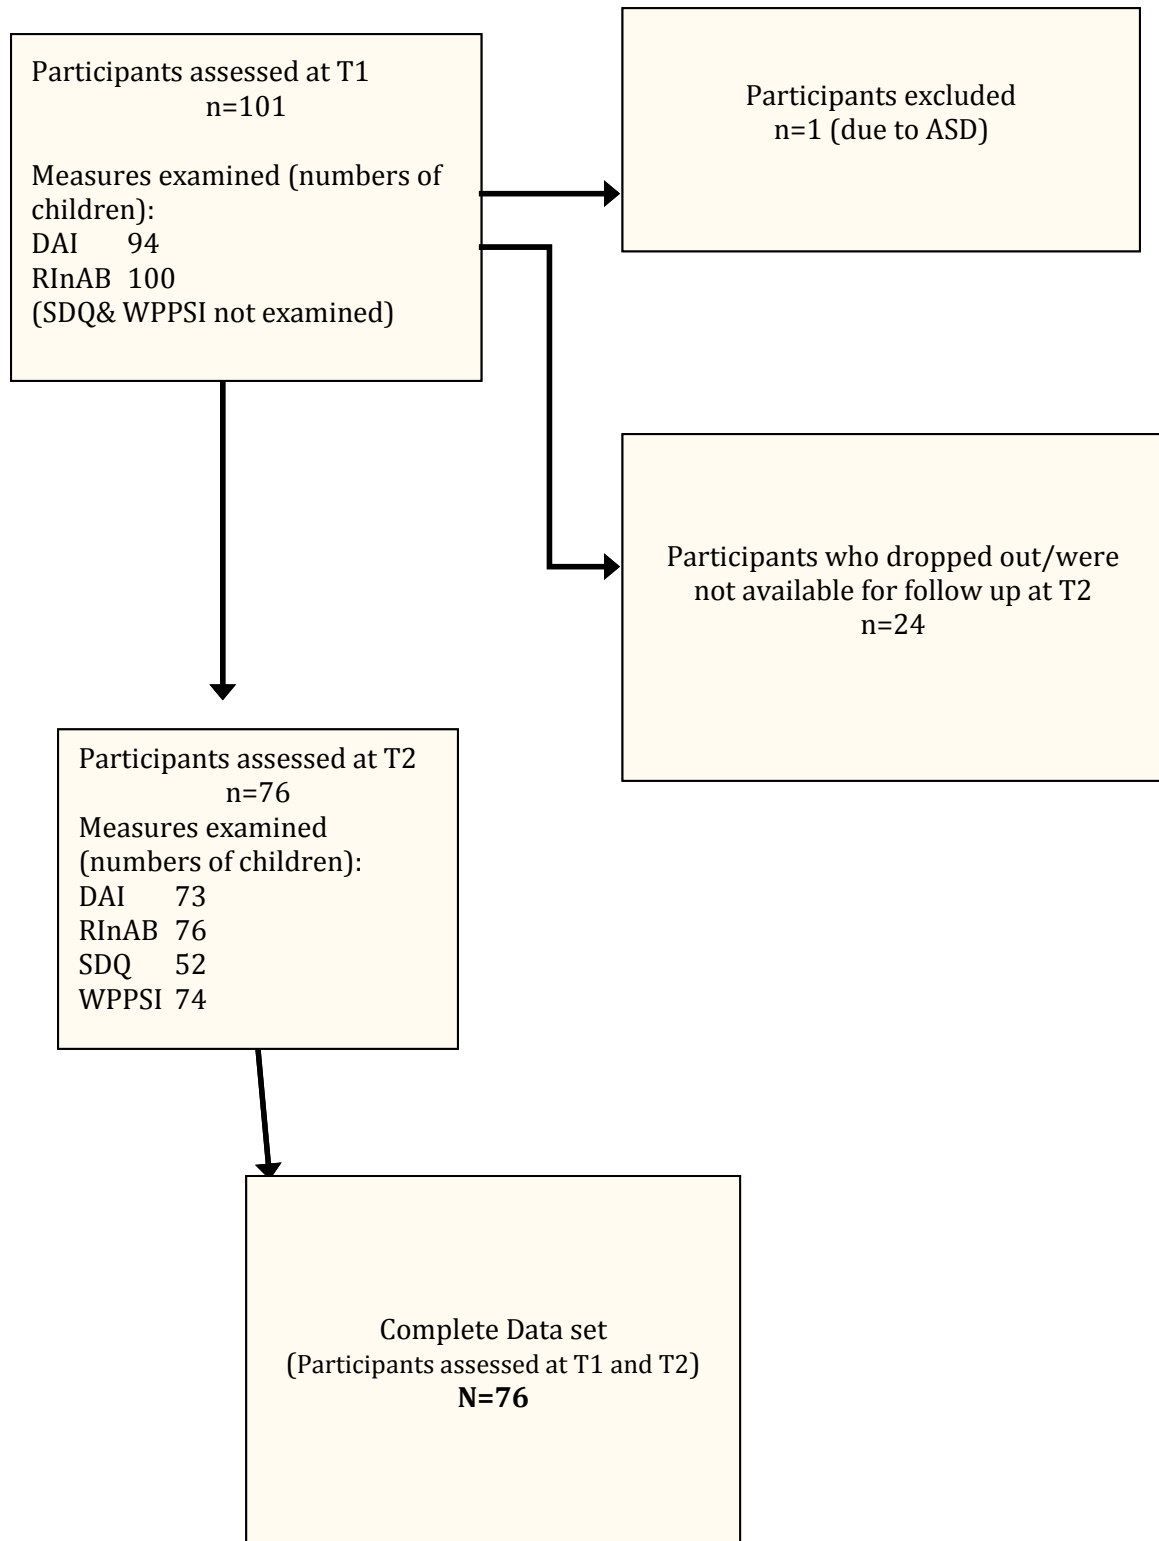 Participants assessed at T1
n=101
Measures examined (numbers of
children):
DAI 94
RInAB 100
(SDQ& WPPSI not examined)
Participants excluded
n=1 (due to ASD)
Participants who dropped out/were
not available for follow up at T2
n=24
Participants assessed at T2
n=76
Measures examined
(numbers of children):
DAI 73
RInAB 76
SDQ 52
WPPSI 74
Complete Data set
(Participants assessed at T1 and T2)
N=76